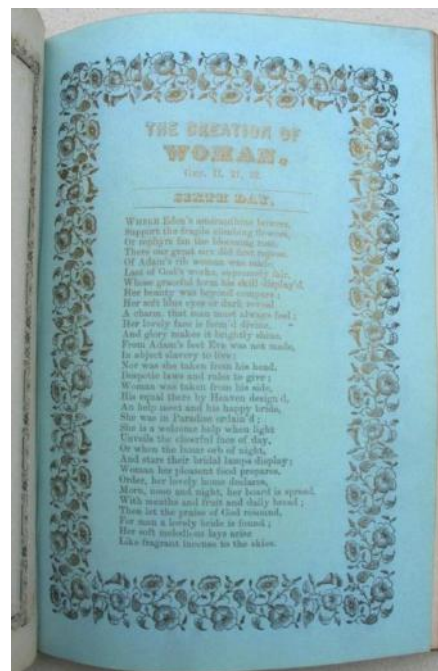 THE CREATION OF
WOMAN,
Gen. II. 21, 22.
SIXTH DAY.
WHERE Eden's amaranthine bowers,
Support the fragile climbing flowers,
Or zephyrs fan the blooming rose,
There our great sire did first repose.
Of Adam's rib woman was made,
Last of God's works, supremely fair,
Whose graceful form his skill display'd,
Her beauty was beyond compare;
Her soft blue eyes or dark reveal
A charm, that man must always feel;
Her lovely face is form'd divine,
And glory makes it brightly shine,
From Adam's feet Eve was not made,
In abject slavery to live;
Nor was she taken from his head,
Despotic laws and rules to give;
Woman was taken from his side,
His equal there by Heaven design'd,
An help meet and his happy bride,
She was in Paradise ordain'd;
She is a welcome help when light
Unveils the cheerful face of day,
Or when the lunar orb of night,
And stars their bridal lamps display;
Woman her pleasent food prepares,
Order, her lovely home declares,
Morn, noon and night, her board is spread,
With meaths and fruit and daily bread;
Then let the praise of God resound,
For man a lovely bride is found;
Her soft melodious lays arise
Like fragrant incense to the skies.